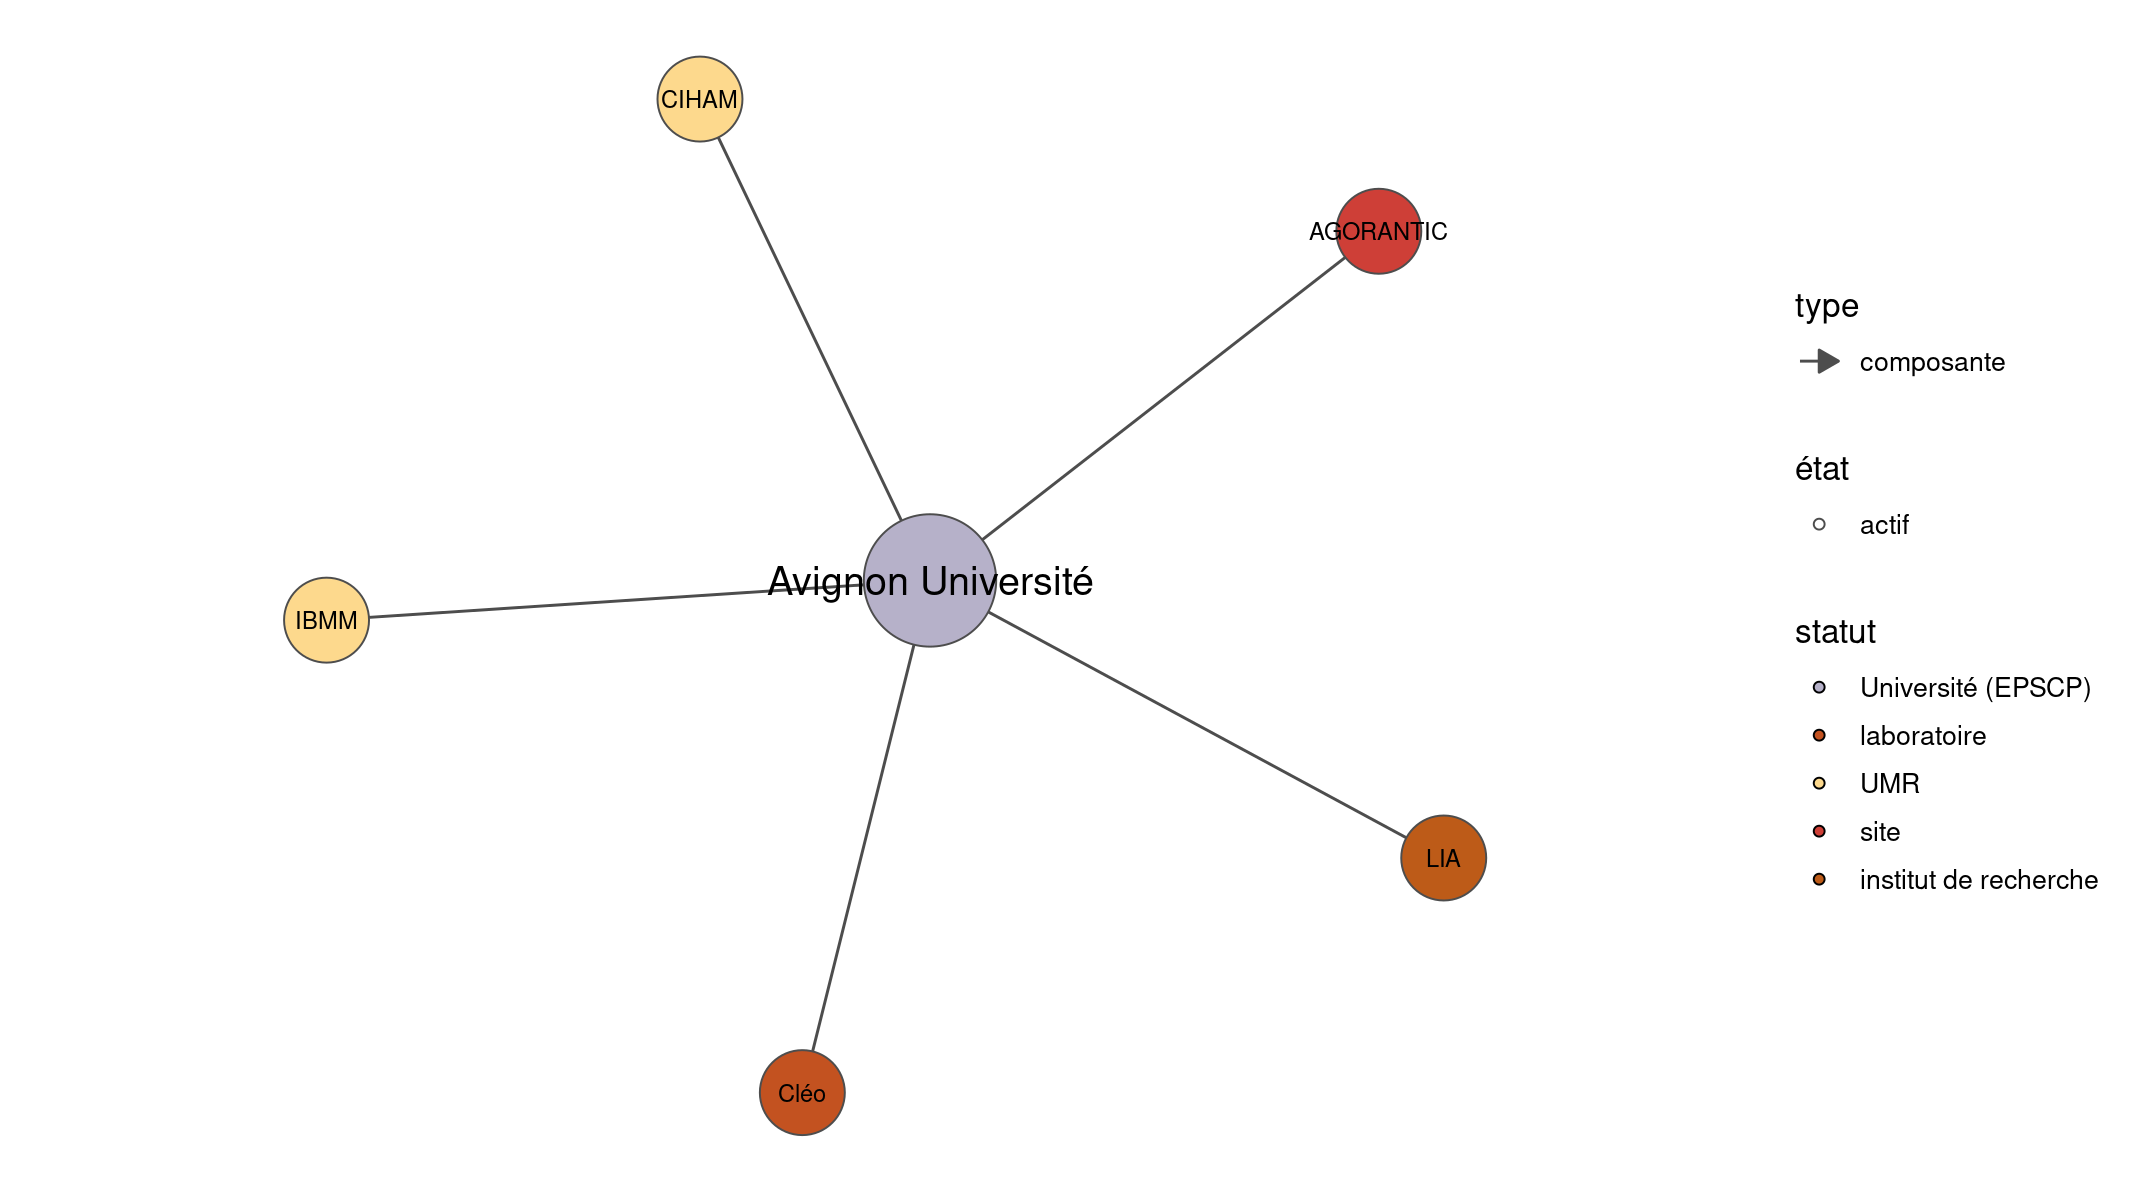 CIHAM
AGORANTIC
Avignon Université
IBMM
LIA
Cléo
type
composante
état
actif
statut
Université (EPSCP)
laboratoire
UMR
site
institut de recherche